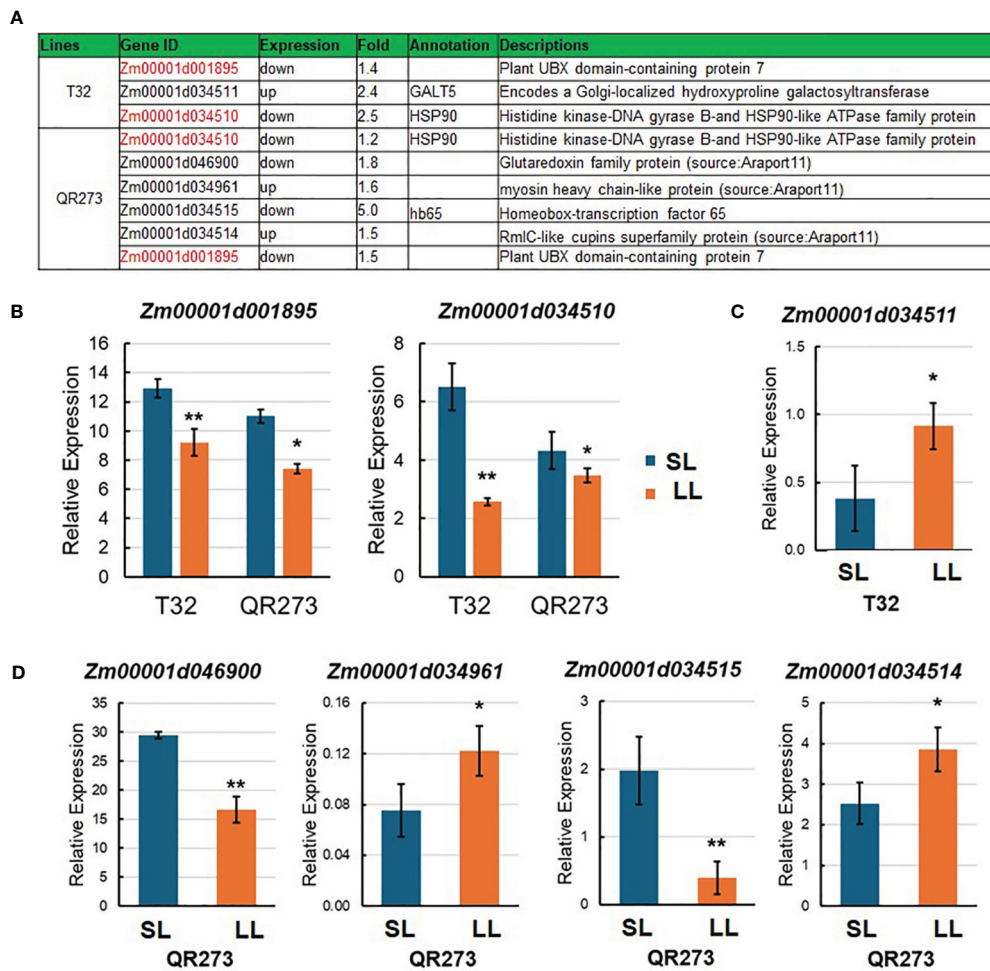 A
Lines Gene ID Expression Fold Annotation Descriptions
T32
Zm00001d001895 down 1.4 Plant UBX domain-containing protein 7
Zm00001d034511 up 2.4 GALT5 Encodes a Golgi-localized hydroxyproline galactosyltransferase
Zm00001d034510 down 2.5 HSP90 Histidine kinase-DNA gyrase B-and HSP90-like ATPase family protein
QR273
Zm00001d034510 down 1.2 HSP90 Histidine kinase-DNA gyrase B-and HSP90-like ATPase family protein
Zm00001d046900 down 1.8 Glutaredoxin family protein (source:Araport11)
Zm00001d034961 up 1.6 myosin heavy chain-like protein (source:Araport11)
Zm00001d034515 down 5.0 hb65 Homeobox-transcription factor 65
Zm00001d034514 up 1.5 RmlC-like cupins superfamily protein (source:Araport11)
Zm00001d001895 down 1.5 Plant UBX domain-containing protein 7
B
Zm00001d001895
Relative Expression
16
14
12
10
8
6
4
2
0
**
*
T32 QR273
Zm00001d034510
Relative Expression
8
6
4
2
0
**
*
T32 QR273
SL
LL
C
Zm00001d034511
Relative Expression
1.5
1.0
0.5
0.0
*
SL LL
T32
D
Zm00001d046900
Relative Expression
35
30
25
20
15
10
5
0
**
SL LL
QR273
Zm00001d034961
Relative Expression
0.16
0.12
0.08
0.04
0.00
*
SL LL
QR273
Zm00001d034515
Relative Expression
3
2
1
0
**
SL LL
QR273
Zm00001d034514
Relative Expression
5
4
3
2
1
0
*
SL LL
QR273